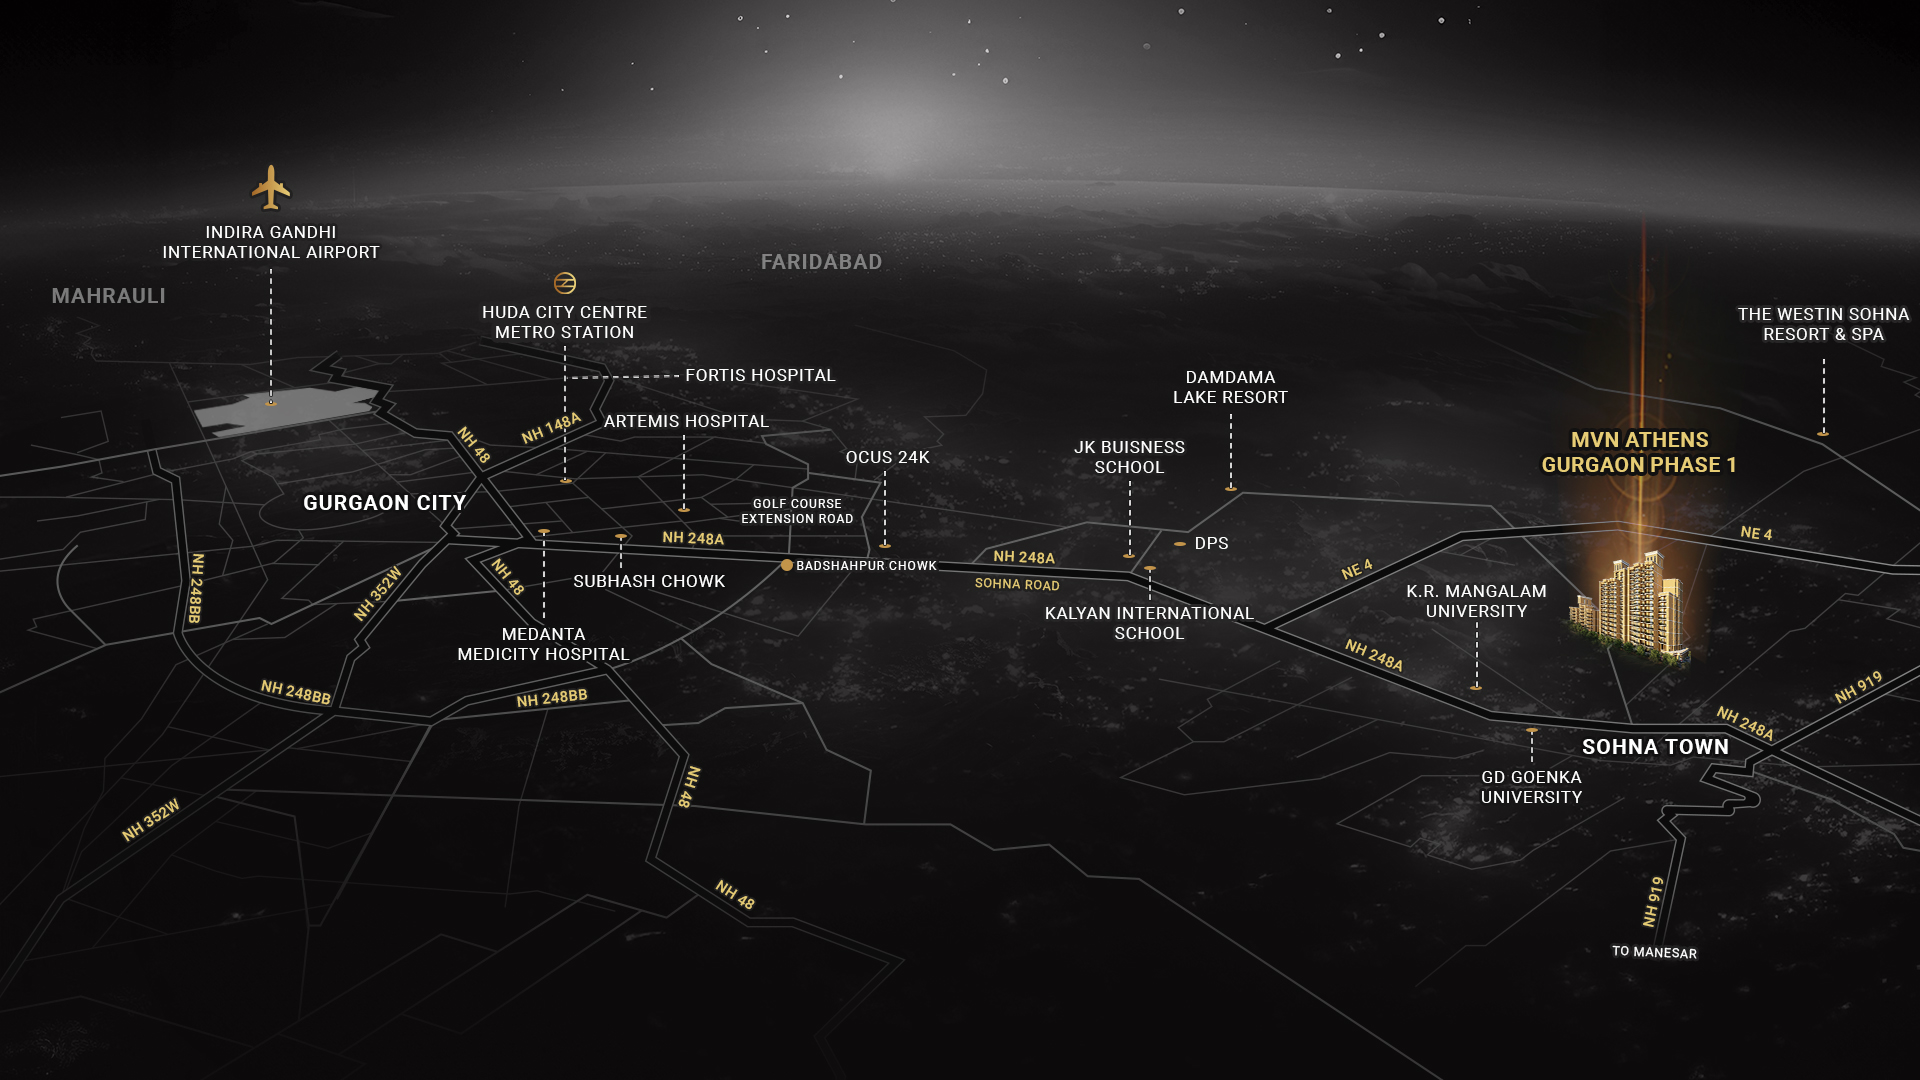 INDIRA GANDHI
INTERNATIONAL AIRPORT
MAHRAULI
FARIDABAD
HUDA CITY CENTRE
METRO STATION
FORTIS HOSPITAL
ARTEMIS HOSPITAL
OCUS 24K
DAMDAMA
LAKE RESORT
JK BUISNESS
SCHOOL
THE WESTIN SOHNA
RESORT & SPA
MVN ATHENS
GURGAON PHASE 1
NH 48
NH 148A
GURGAON CITY
GOLF COURSE
EXTENSION ROAD
NH 248A
BADSHAHPUR CHOWK
NH 248A
SOHNA ROAD
DPS
NE 4
NE 4
NH 248BB
NH 352W
NH 48
SUBHASH CHOWK
MEDANTA
MEDICITY HOSPITAL
KALYAN INTERNATIONAL
SCHOOL
K.R. MANGALAM
UNIVERSITY
NH 248A
NH 248BB
NH 248BB
NH 919
NH 248A
SOHNA TOWN
GD GOENKA
UNIVERSITY
NH 48
NH 352W
NH 48
NH 919
TO MANESAR